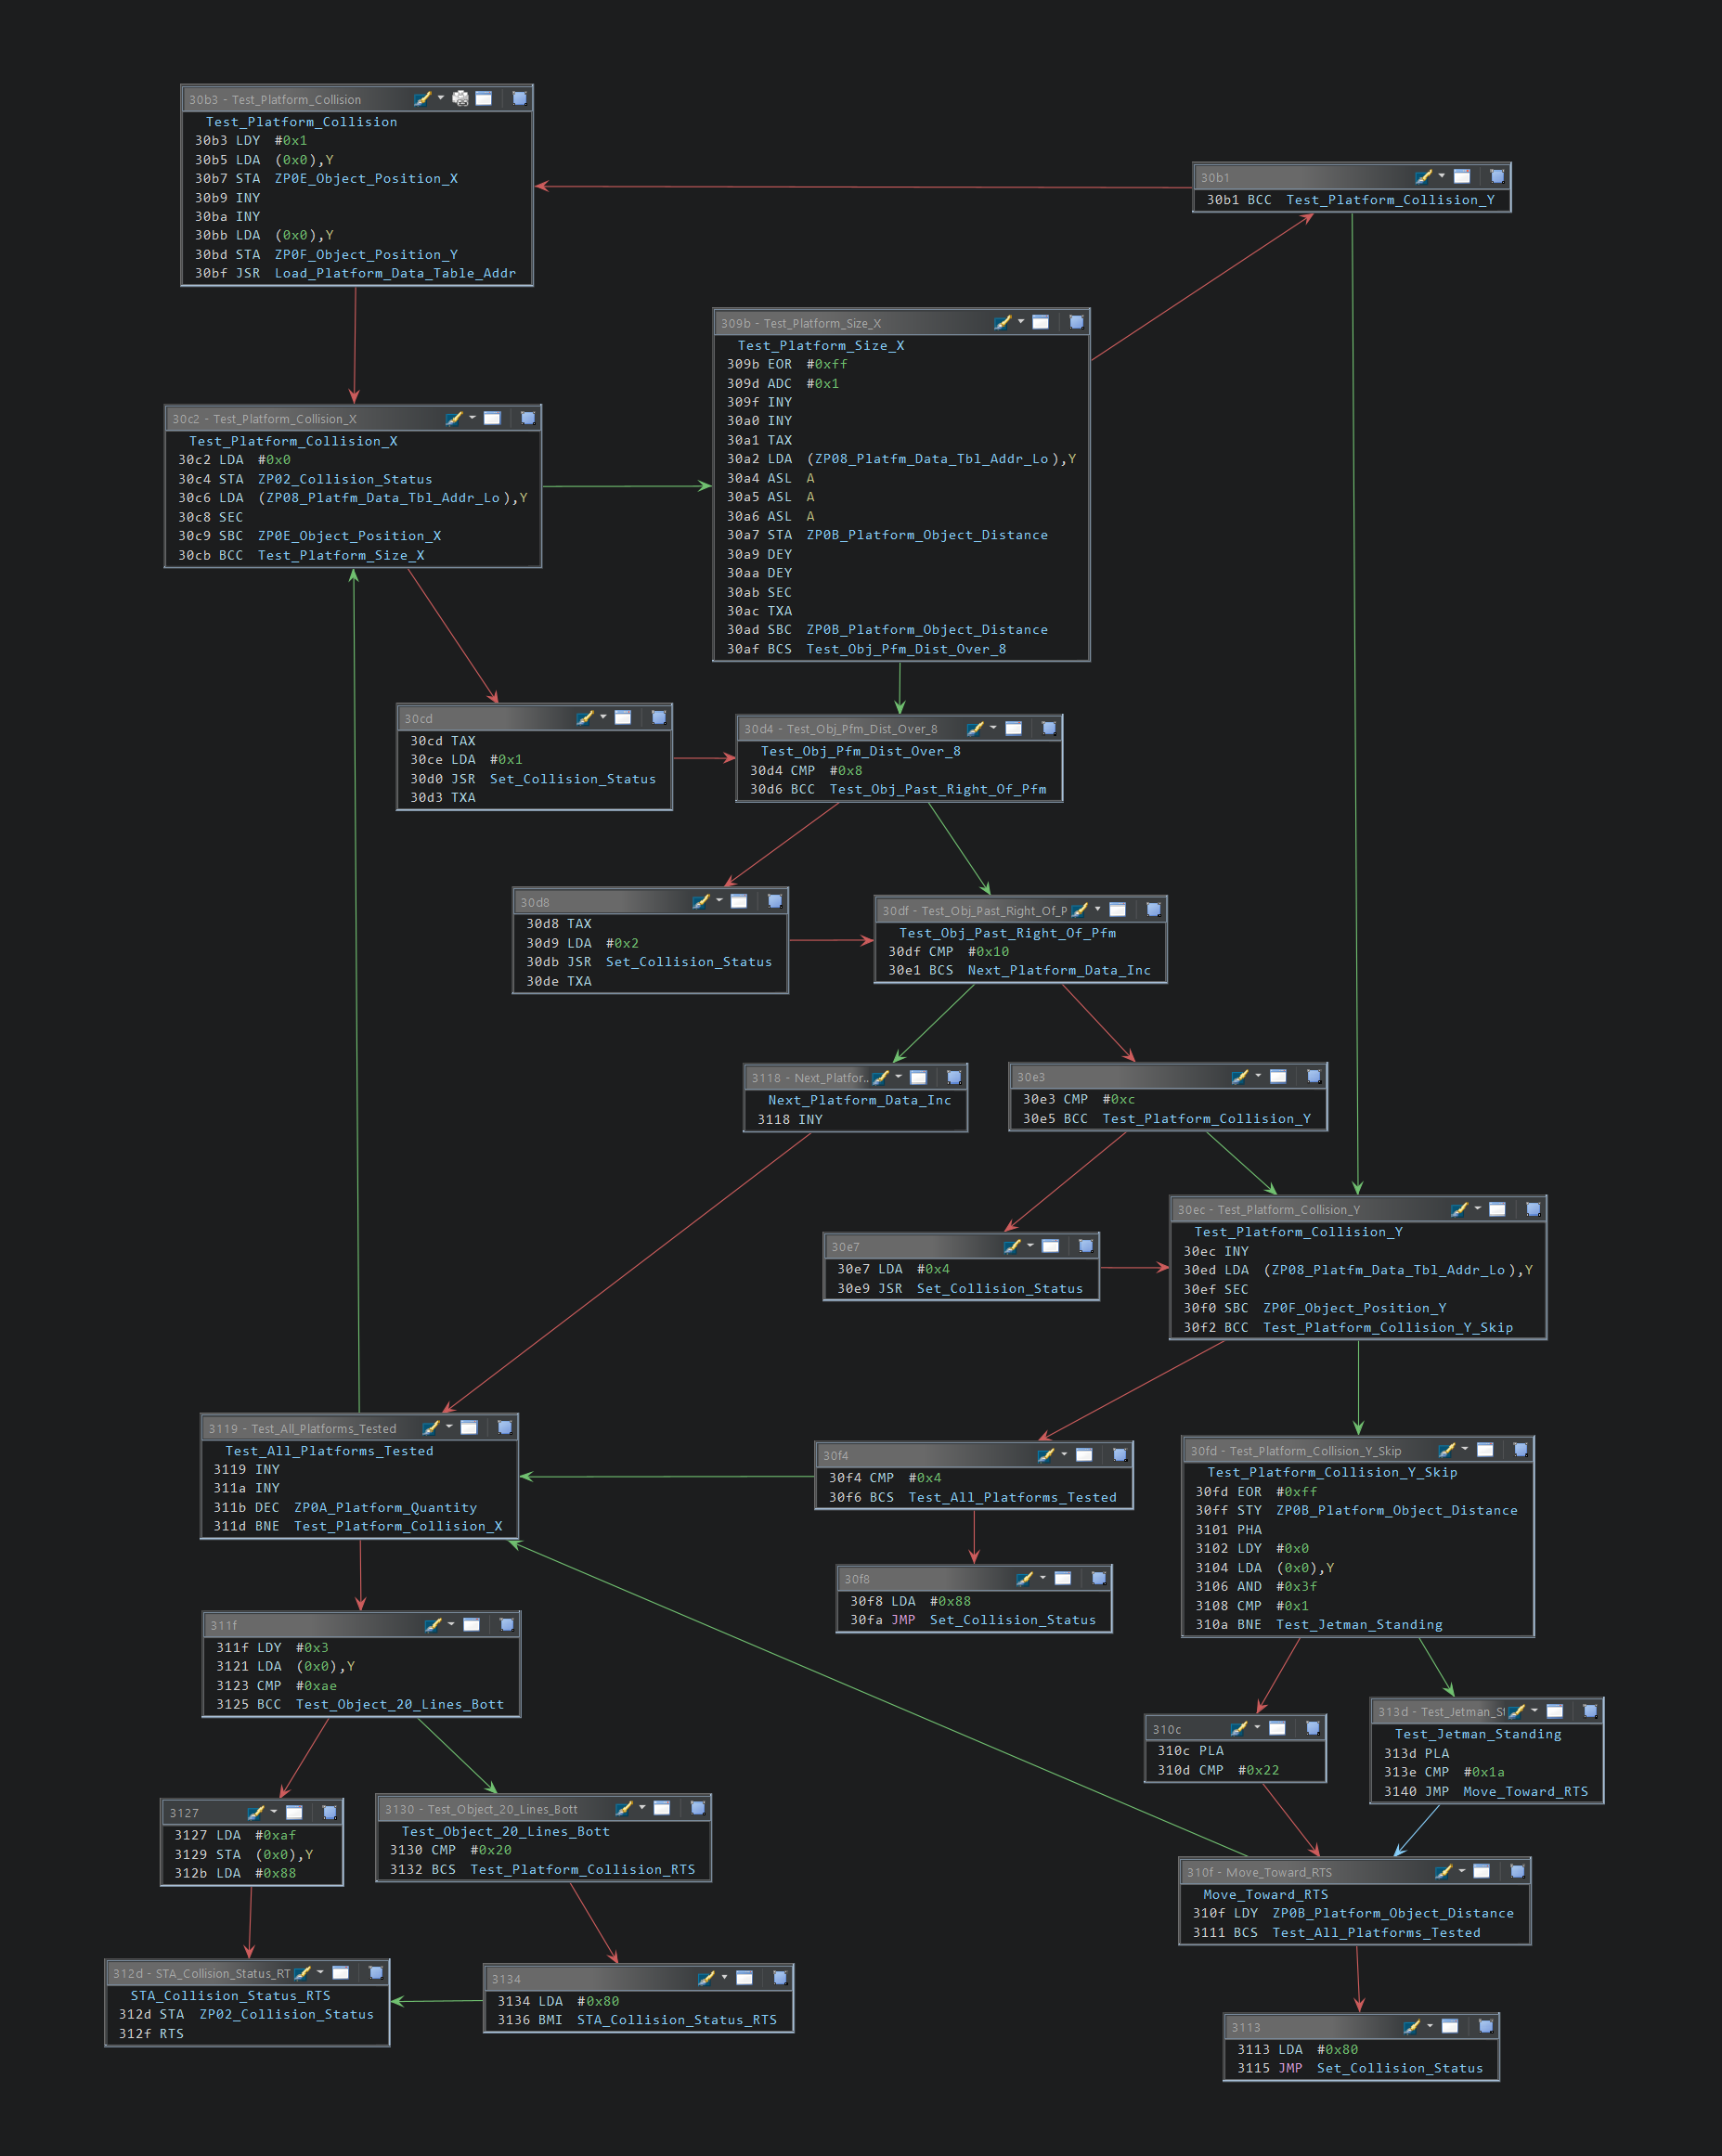 30b3 - Test_Platform_Collision
Test_Platform_Collision
30b3 LDY #0x1
30b5 LDA (0x0),Y
30b7 STA ZP0E_Object_Position_X
30b9 INY
30ba INY
30bb LDA (0x0),Y
30bd STA ZP0F_Object_Position_Y
30bf JSR Load_Platform_Data_Table_Addr
30b1
30b1 BCC Test_Platform_Collision_Y
309b - Test_Platform_Size_X
Test_Platform_Size_X
309b EOR #0xff
309d ADC #0x1
309f INY
30a0 INY
30a1 TAX
30a2 LDA (ZP08_Platfm_Data_Tbl_Addr_Lo),Y
30a4 ASL A
30a5 ASL A
30a6 ASL A
30a7 STA ZP0B_Platform_Object_Distance
30a9 DEY
30aa DEY
30ab SEC
30ac TXA
30ad SBC ZP0B_Platform_Object_Distance
30af BCS Test_Obj_Pfm_Dist_Over_8
30c2 - Test_Platform_Collision_X
Test_Platform_Collision_X
30c2 LDA #0x0
30c4 STA ZP02_Collision_Status
30c6 LDA (ZP08_Platfm_Data_Tbl_Addr_Lo),Y
30c8 SEC
30c9 SBC ZP0E_Object_Position_X
30cb BCC Test_Platform_Size_X
30cd
30cd TAX
30ce LDA #0x1
30d0 JSR Set_Collision_Status
30d3 TXA
30d4 - Test_Obj_Pfm_Dist_Over_8
Test_Obj_Pfm_Dist_Over_8
30d4 CMP #0x8
30d6 BCC Test_Obj_Past_Right_Of_Pfm
30d8
30d8 TAX
30d9 LDA #0x2
30db JSR Set_Collision_Status
30de TXA
30df - Test_Obj_Past_Right_Of_P
Test_Obj_Past_Right_Of_Pfm
30df CMP #0x10
30e1 BCS Next_Platform_Data_Inc
3118 - Next_Platfor..
Next_Platform_Data_Inc
3118 INY
30e3
30e3 CMP #0xc
30e5 BCC Test_Platform_Collision_Y
30e7
30e7 LDA #0x4
30e9 JSR Set_Collision_Status
30ec - Test_Platform_Collision_Y
Test_Platform_Collision_Y
30ec INY
30ed LDA (ZP08_Platfm_Data_Tbl_Addr_Lo),Y
30ef SEC
30f0 SBC ZP0F_Object_Position_Y
30f2 BCC Test_Platform_Collision_Y_Skip
3119 - Test_All_Platforms_Tested
Test_All_Platforms_Tested
3119 INY
311a INY
311b DEC ZP0A_Platform_Quantity
311d BNE Test_Platform_Collision_X
30f4
30f4 CMP #0x4
30f6 BCS Test_All_Platforms_Tested
30fd - Test_Platform_Collision_Y_Skip
Test_Platform_Collision_Y_Skip
30fd EOR #0xff
30ff STY ZP0B_Platform_Object_Distance
3101 PHA
3102 LDY #0x0
3104 LDA (0x0),Y
3106 AND #0x3f
3108 CMP #0x1
310a BNE Test_Jetman_Standing
30f8
30f8 LDA #0x88
30fa JMP Set_Collision_Status
311f
311f LDY #0x3
3121 LDA (0x0),Y
3123 CMP #0xae
3125 BCC Test_Object_20_Lines_Bott
310c
310c PLA
310d CMP #0x22
313d - Test_Jetman_St
Test_Jetman_Standing
313d PLA
313e CMP #0x1a
3140 JMP Move_Toward_RTS
3127
3127 LDA #0xaf
3129 STA (0x0),Y
312b LDA #0x88
3130 - Test_Object_20_Lines_Bott
Test_Object_20_Lines_Bott
3130 CMP #0x20
3132 BCS Test_Platform_Collision_RTS
310f - Move_Toward_RTS
Move_Toward_RTS
310f LDY ZP0B_Platform_Object_Distance
3111 BCS Test_All_Platforms_Tested
312d - STA_Collision_Status_RT
STA_Collision_Status_RTS
312d STA ZP02_Collision_Status
312f RTS
3134
3134 LDA #0x80
3136 BMI STA_Collision_Status_RTS
3113
3113 LDA #0x80
3115 JMP Set_Collision_Status